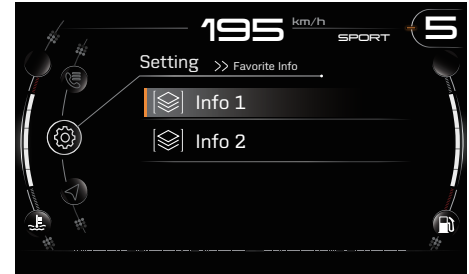 195 km/h
SPORT
5
Setting >> Favorite Info
Info 1
Info 2